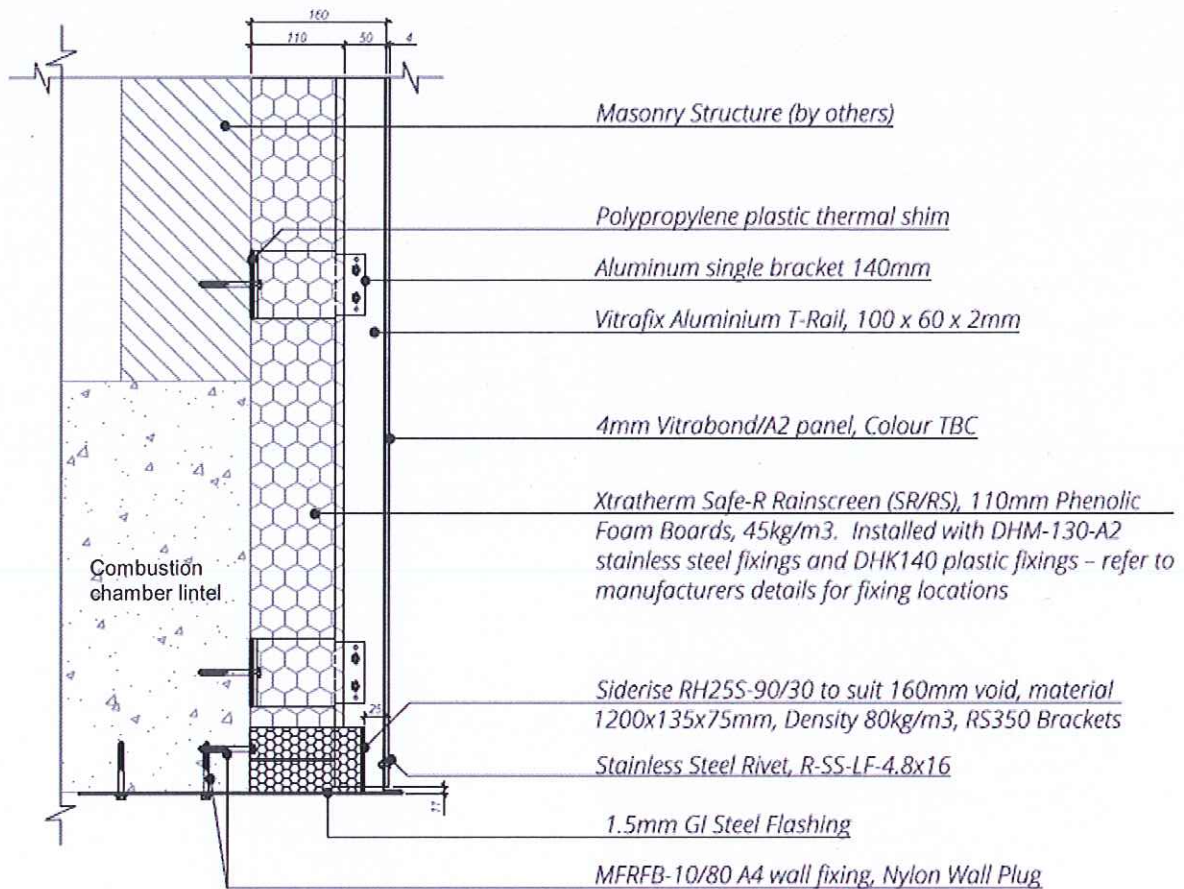 160
110 50 4
Masonry Structure (by others)
Polypropylene plastic thermal shim
Aluminum single bracket 140mm
Vitrafix Aluminium T-Rail, 100 x 60 x 2mm
4mm Vitrabond/A2 panel, Colour TBC
Xtratherm Safe-R Rainscreen (SR/RS), 110mm Phenolic
Foam Boards, 45kg/m3. Installed with DHM-130-A2
stainless steel fixings and DHK140 plastic fixings – refer to
manufacturers details for fixing locations
Combustion
chamber lintel
Siderise RH25S-90/30 to suit 160mm void, material
1200x135x75mm, Density 80kg/m3, RS350 Brackets
25
Stainless Steel Rivet, R-SS-LF-4.8x16
11
1.5mm GI Steel Flashing
MFRFB-10/80 A4 wall fixing, Nylon Wall Plug